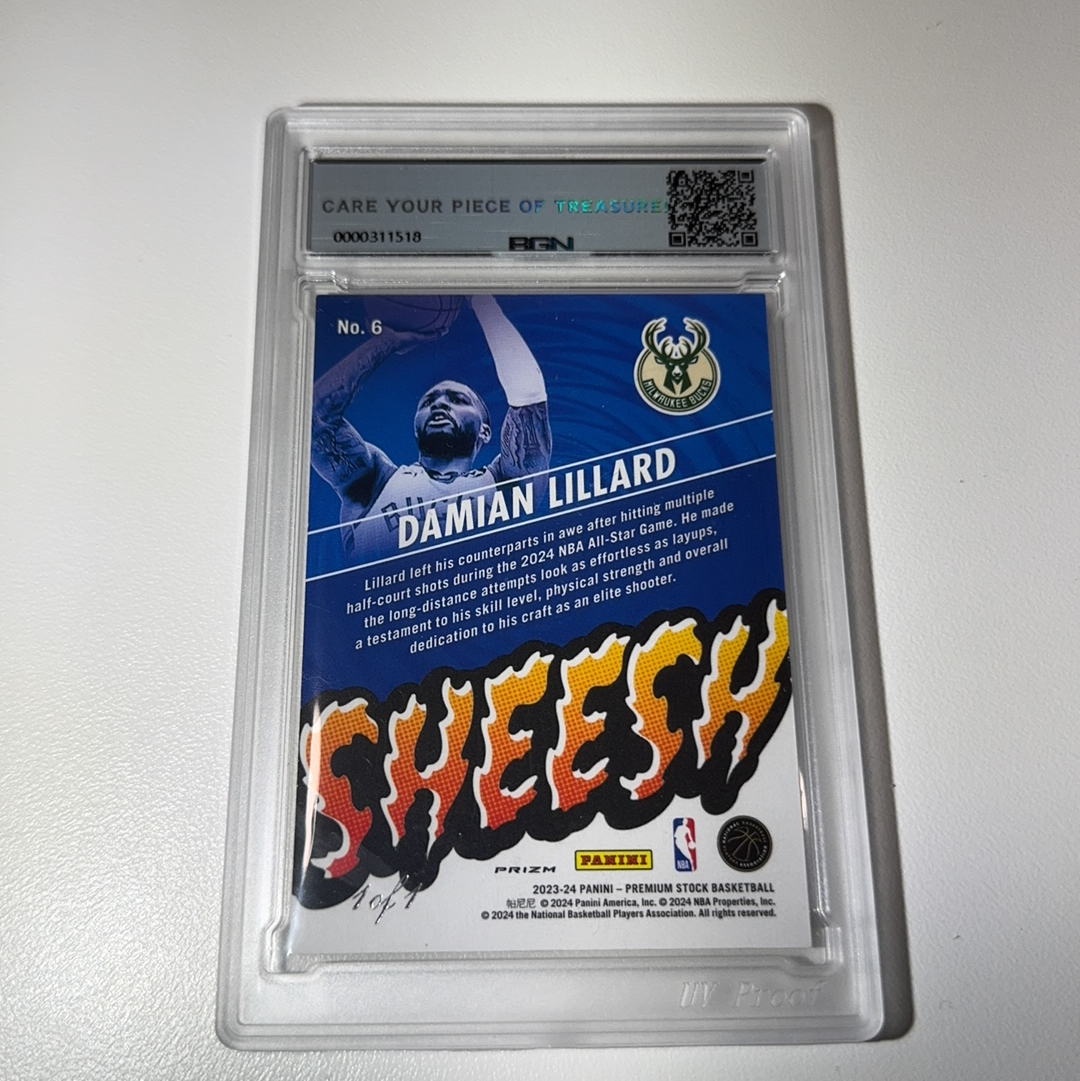 CARE YOUR PIECE OF TREASURE
0000311518
BGN
No. 6
MILWAUKEE BUCKS
DAMIAN LILLARD
Lillard left his counterparts in awe after hitting multiple
half-court shots during the 2024 NBA All-Star Game. He made
the long-distance attempts look as effortless as layups,
a testament to his skill level, physical strength and overall
dedication to his craft as an elite shooter.
SHEESH
PRIZM
PANINI
NBA
1 of 1
2023-24 PANINI – PREMIUM STOCK BASKETBALL
帕尼尼 © 2024 Panini America, Inc. © 2024 NBA Properties, Inc.
© 2024 the National Basketball Players Association. All rights reserved.
UV Proof